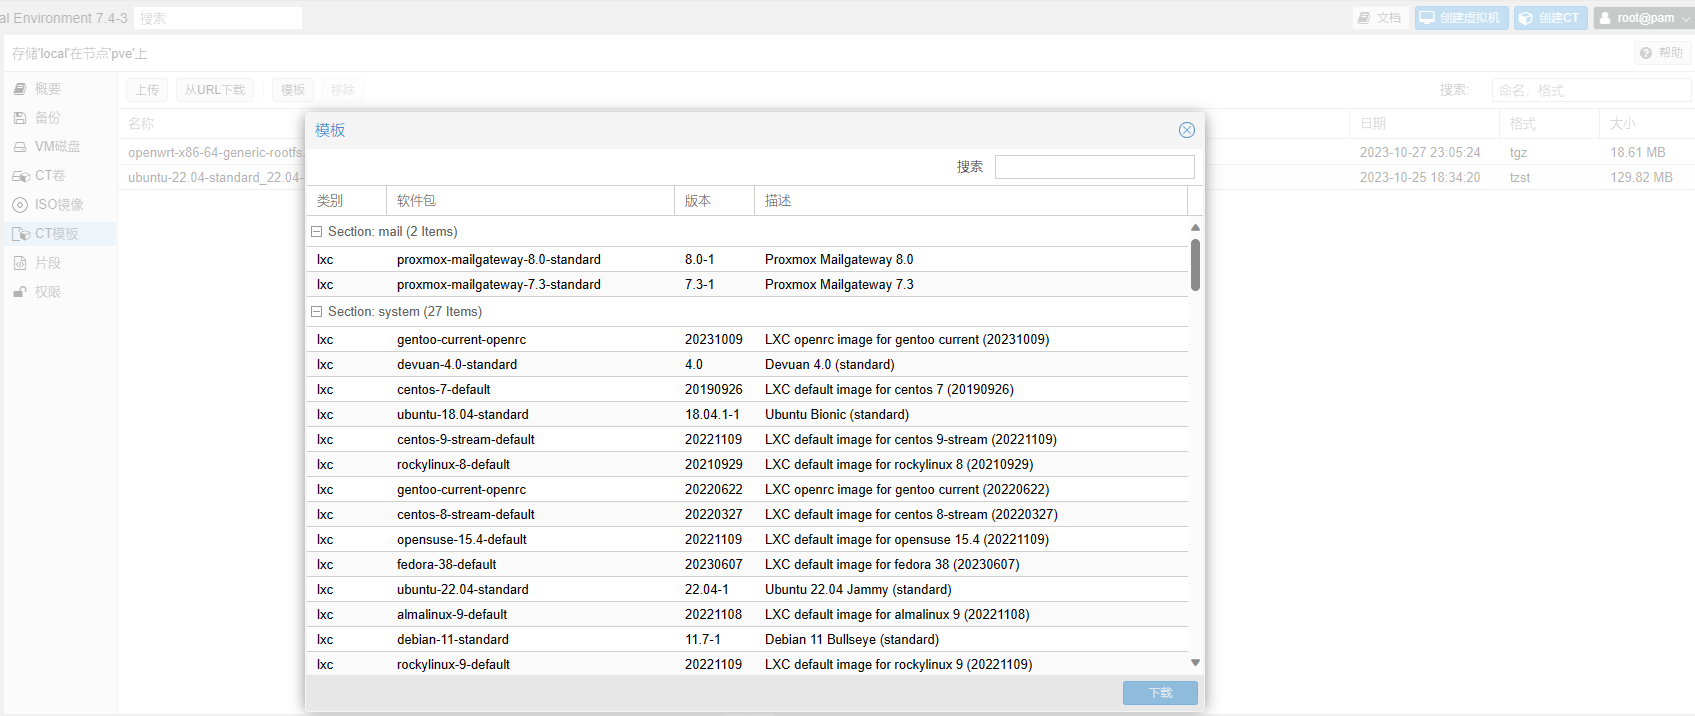 al Environment 7.4-3 搜索 文档 创建虚拟机 创建CT root@pam
存储'local'在节点'pve'上 帮助
概要
备份
VM磁盘
CT卷
ISO镜像
CT模板
片段
权限
上传 从URL下载 模板 移除 搜索: 命名，格式
名称 日期 格式 大小
openwrt-x86-64-generic-rootfs. 2023-10-27 23:05:24 tgz 18.61 MB
ubuntu-22.04-standard_22.04- 2023-10-25 18:34:20 tzst 129.82 MB
模板
搜索
类别 软件包 版本 描述
Section: mail (2 Items)
lxc proxmox-mailgateway-8.0-standard 8.0-1 Proxmox Mailgateway 8.0
lxc proxmox-mailgateway-7.3-standard 7.3-1 Proxmox Mailgateway 7.3
Section: system (27 Items)
lxc gentoo-current-openrc 20231009 LXC openrc image for gentoo current (20231009)
lxc devuan-4.0-standard 4.0 Devuan 4.0 (standard)
lxc centos-7-default 20190926 LXC default image for centos 7 (20190926)
lxc ubuntu-18.04-standard 18.04.1-1 Ubuntu Bionic (standard)
lxc centos-9-stream-default 20221109 LXC default image for centos 9-stream (20221109)
lxc rockylinux-8-default 20210929 LXC default image for rockylinux 8 (20210929)
lxc gentoo-current-openrc 20220622 LXC openrc image for gentoo current (20220622)
lxc centos-8-stream-default 20220327 LXC default image for centos 8-stream (20220327)
lxc opensuse-15.4-default 20221109 LXC default image for opensuse 15.4 (20221109)
lxc fedora-38-default 20230607 LXC default image for fedora 38 (20230607)
lxc ubuntu-22.04-standard 22.04-1 Ubuntu 22.04 Jammy (standard)
lxc almalinux-9-default 20221108 LXC default image for almalinux 9 (20221108)
lxc debian-11-standard 11.7-1 Debian 11 Bullseye (standard)
lxc rockylinux-9-default 20221109 LXC default image for rockylinux 9 (20221109)
下载